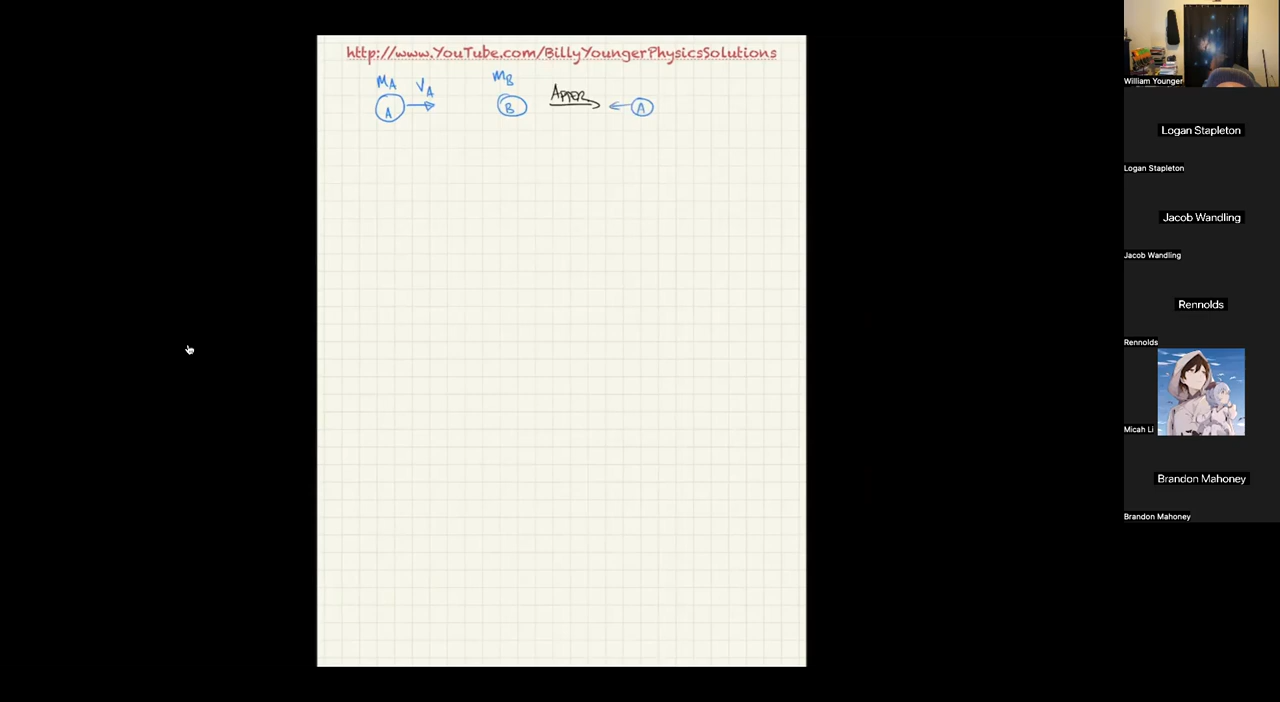 http://www.YouTube.com/BillyYoungerPhysicsSolutions
MA VA MB
A B AFTER A
William Younger
Logan Stapleton
Logan Stapleton
Jacob Wandling
Jacob Wandling
Rennolds
Rennolds
Micah Li
Brandon Mahoney
Brandon Mahoney